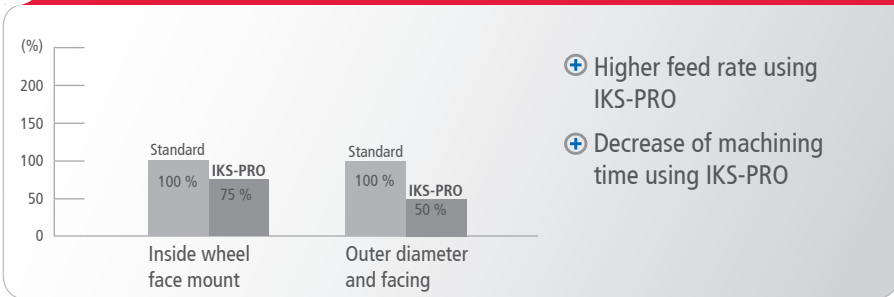 (%)
200
150
100
50
0
Standard
100 %
IKS-PRO
75 %
Standard
100 %
IKS-PRO
50 %
Inside wheel
face mount
Outer diameter
and facing
Higher feed rate using
IKS-PRO
Decrease of machining
time using IKS-PRO